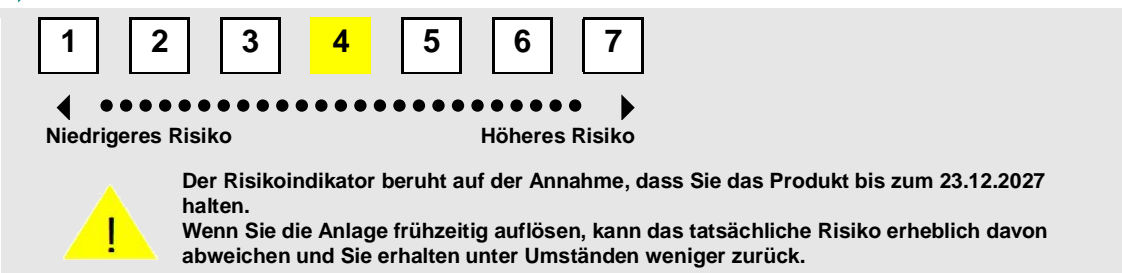 1 2 3 4 5 6 7
Niedrigeres Risiko Höheres Risiko
Der Risikoindikator beruht auf der Annahme, dass Sie das Produkt bis zum 23.12.2027
halten.
Wenn Sie die Anlage frühzeitig auflösen, kann das tatsächliche Risiko erheblich davon
abweichen und Sie erhalten unter Umständen weniger zurück.
!